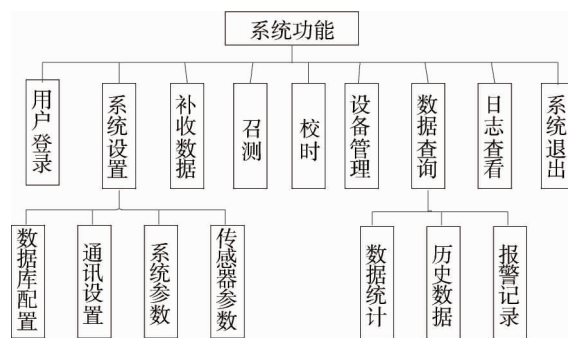 系统功能
用户登录
系统设置
补收数据
召测
校时
设备管理
数据查询
日志查看
系统退出
数据库配置
通讯设置
系统参数
传感器参数
数据统计
历史数据
报警记录